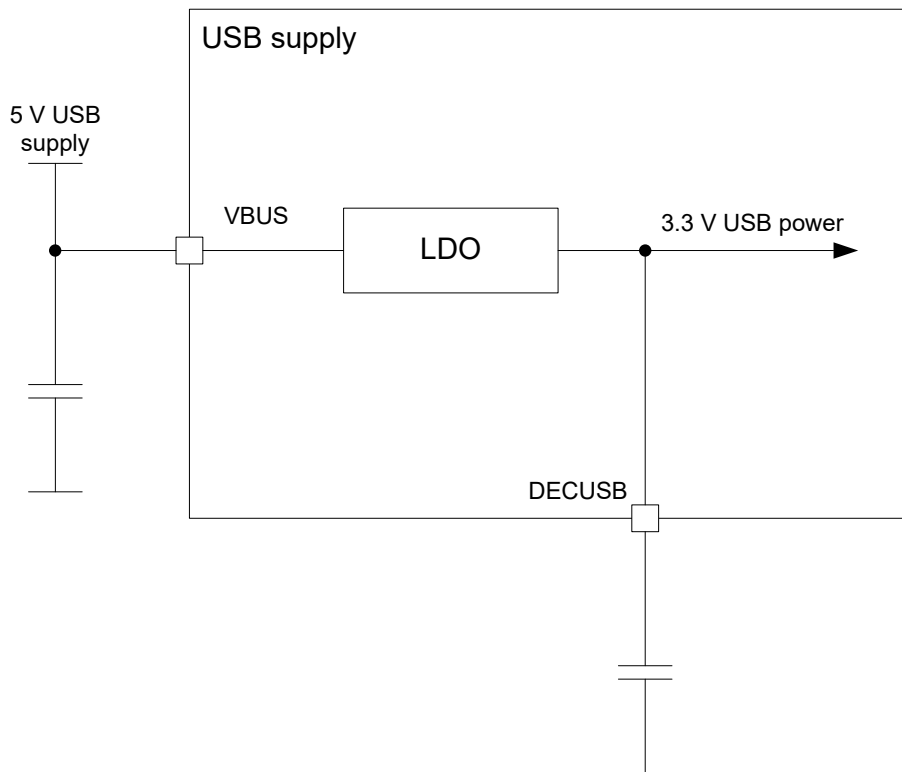 USB supply
5 V USB
supply
VBUS
LDO
3.3 V USB power
DECUSB